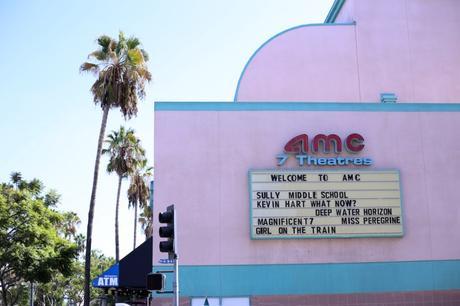 amc
7 Theatres
WELCOME TO AMC
SULLY MIDDLE SCHOOL
KEVIN HART WHAT NOW?
DEEP WATER HORIZON
MAGNIFICENT7 MISS PEREGRINE
GIRL ON THE TRAIN
ATM